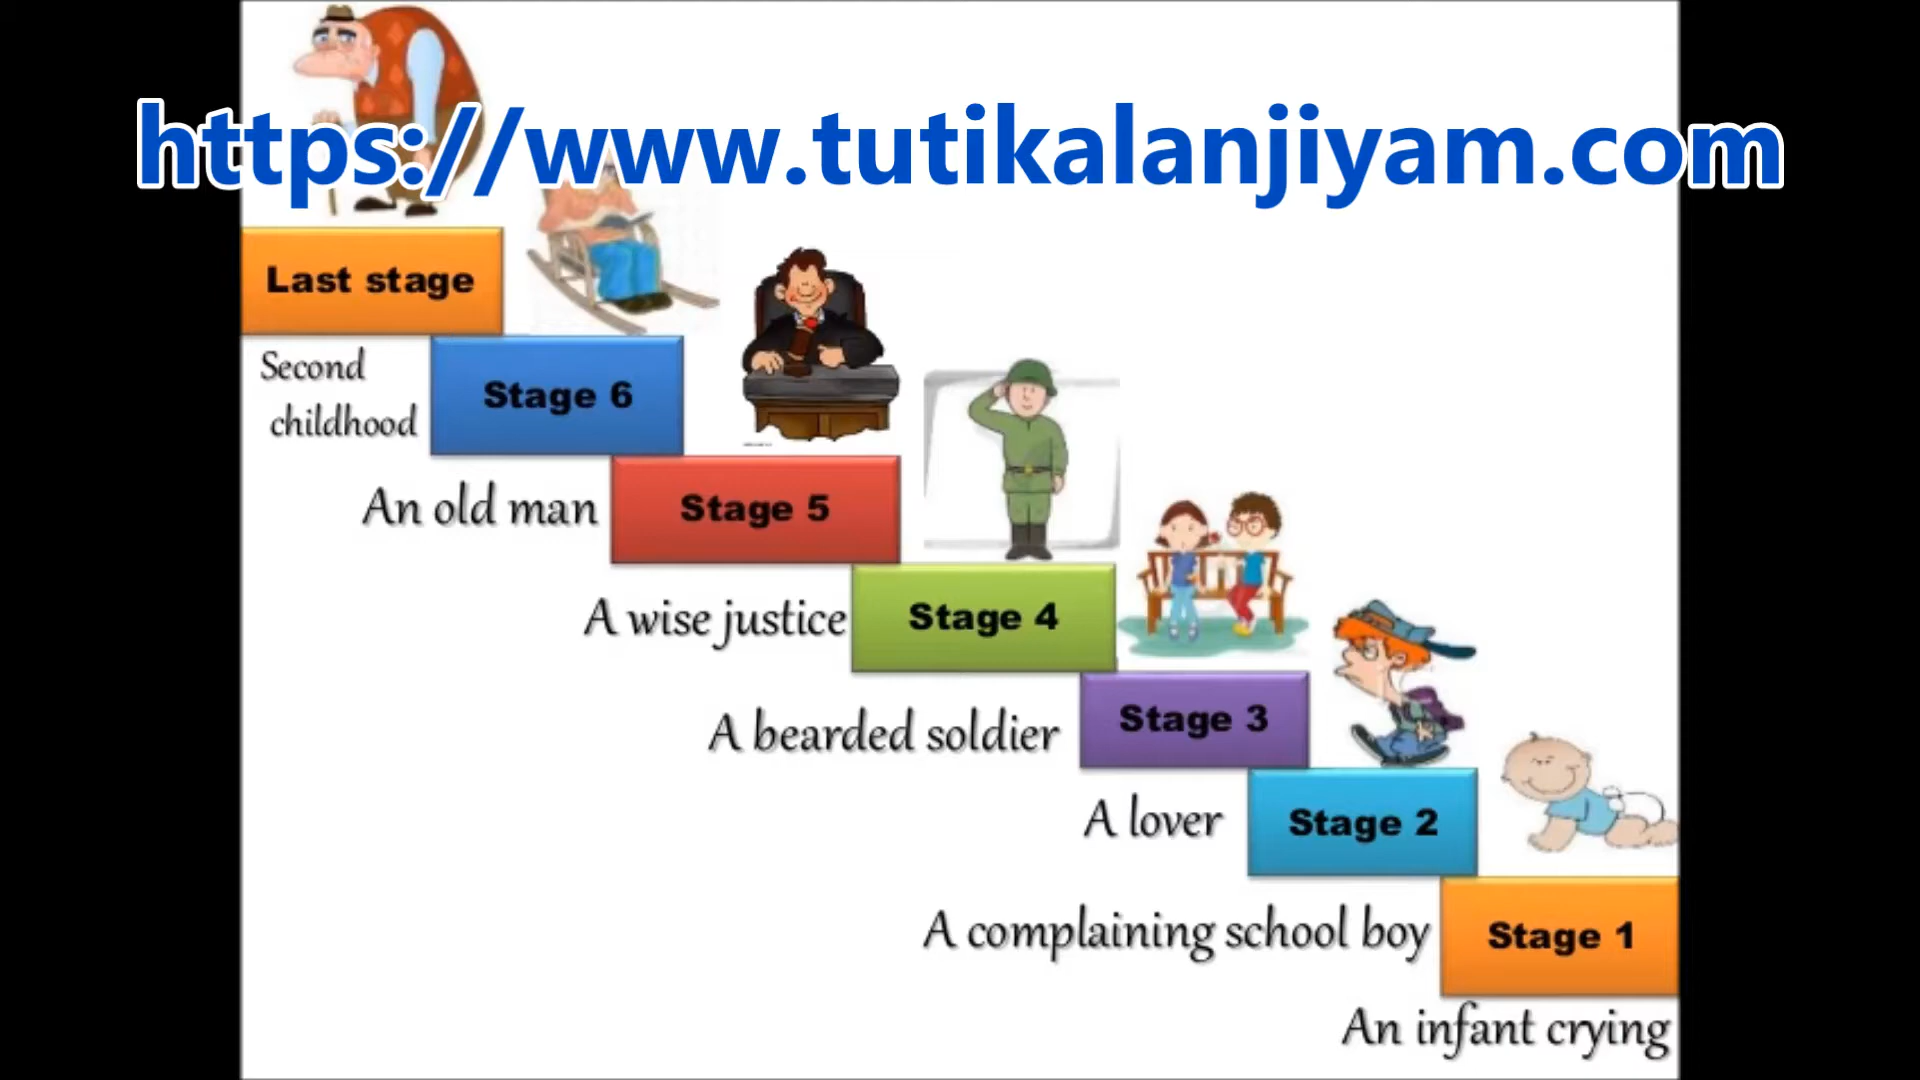 https://www.tutikalanjiyam.com
Last stage
Second
childhood
Stage 6
An old man
Stage 5
A wise justice
Stage 4
A bearded soldier
Stage 3
A lover
Stage 2
A complaining school boy
Stage 1
An infant crying